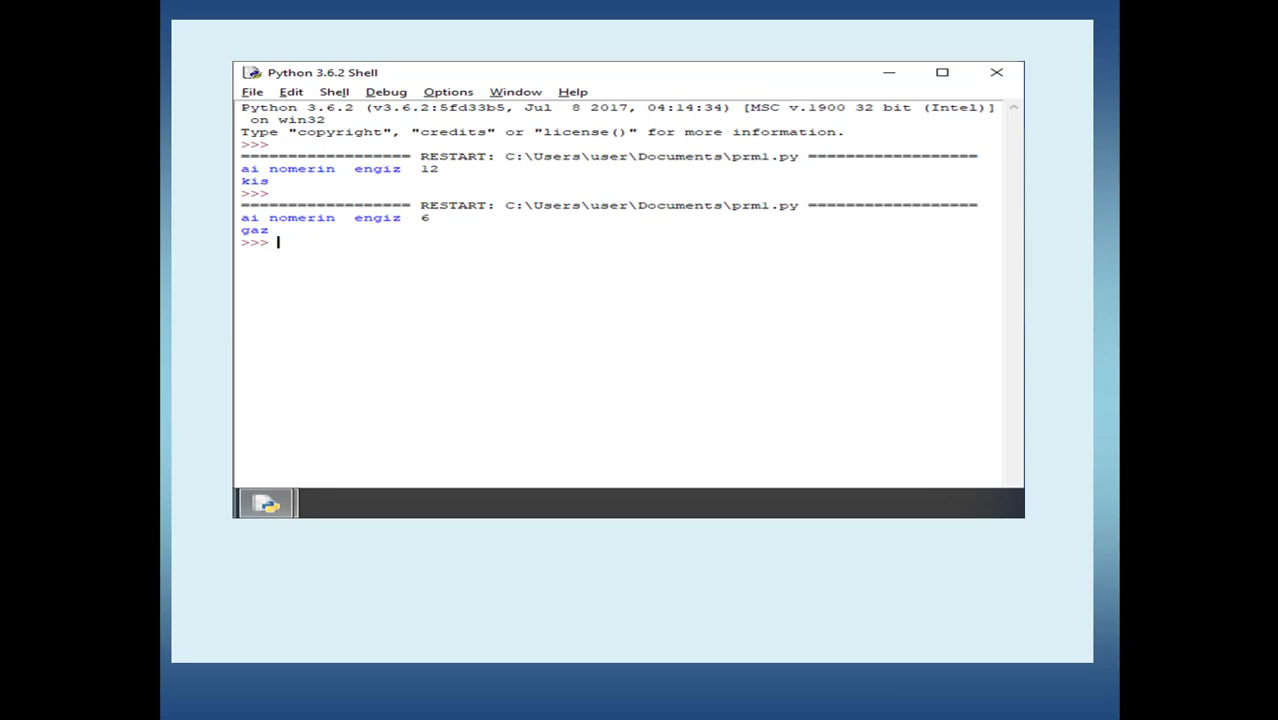 Python 3.6.2 Shell
File Edit Shell Debug Options Window Help
Python 3.6.2 (v3.6.2:5fd33b5, Jul  8 2017, 04:14:34) [MSC v.1900 32 bit (Intel)]
on win32
Type "copyright", "credits" or "license()" for more information.
>>>
=================== RESTART: C:\Users\user\Documents\prm1.py ==================
ai nomerin  engiz  12
kis
>>>
=================== RESTART: C:\Users\user\Documents\prm1.py ==================
ai nomerin  engiz  6
gaz
>>>